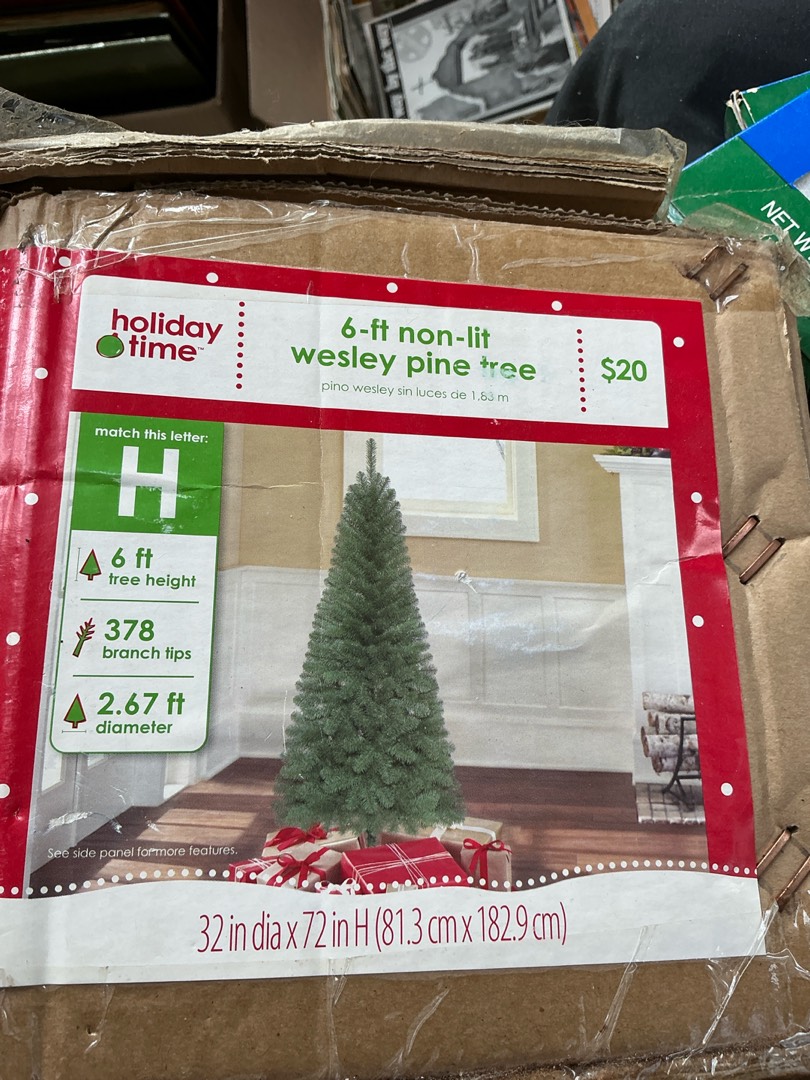 NET W
holiday
time™
6-ft non-lit
wesley pine tree
pino wesley sin luces de 1.83 m
$20
match this letter:
H
6 ft
tree height
378
branch tips
2.67 ft
diameter
See side panel for more features.
32 in dia x 72 in H (81.3 cm x 182.9 cm)